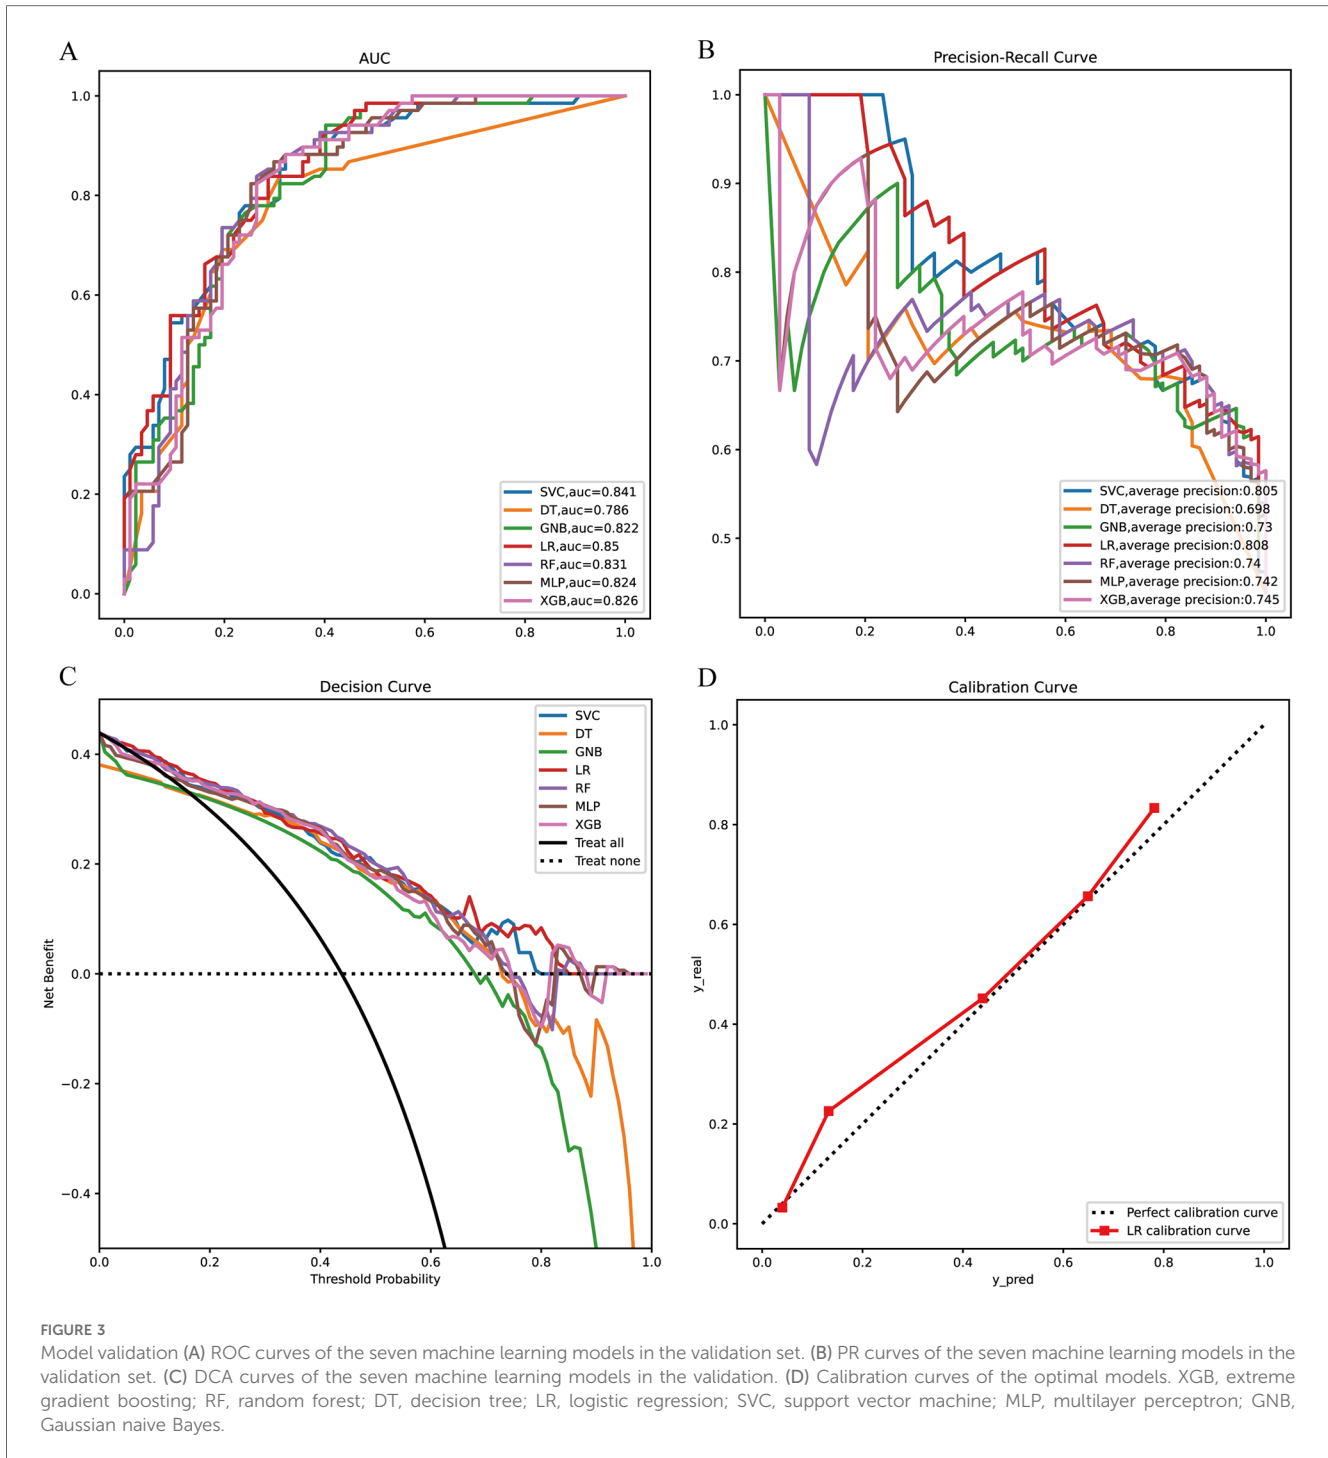 A
AUC
1.0
0.8
0.6
0.4
0.2
0.0
0.0 0.2 0.4 0.6 0.8 1.0
SVC,auc=0.841
DT,auc=0.786
GNB,auc=0.822
LR,auc=0.85
RF,auc=0.831
MLP,auc=0.824
XGB,auc=0.826
B
Precision-Recall Curve
1.0
0.9
0.8
0.7
0.6
0.5
0.0 0.2 0.4 0.6 0.8 1.0
SVC,average precision:0.805
DT,average precision:0.698
GNB,average precision:0.73
LR,average precision:0.808
RF,average precision:0.74
MLP,average precision:0.742
XGB,average precision:0.745
C
Decision Curve
Net Benefit
0.4
0.2
0.0
−0.2
−0.4
0.0 0.2 0.4 0.6 0.8 1.0
Threshold Probability
SVC
DT
GNB
LR
RF
MLP
XGB
Treat all
Treat none
D
Calibration Curve
y_real
1.0
0.8
0.6
0.4
0.2
0.0
0.0 0.2 0.4 0.6 0.8 1.0
y_pred
Perfect calibration curve
LR calibration curve
FIGURE 3
Model validation (A) ROC curves of the seven machine learning models in the validation set. (B) PR curves of the seven machine learning models in the
validation set. (C) DCA curves of the seven machine learning models in the validation. (D) Calibration curves of the optimal models. XGB, extreme
gradient boosting; RF, random forest; DT, decision tree; LR, logistic regression; SVC, support vector machine; MLP, multilayer perceptron; GNB,
Gaussian naive Bayes.